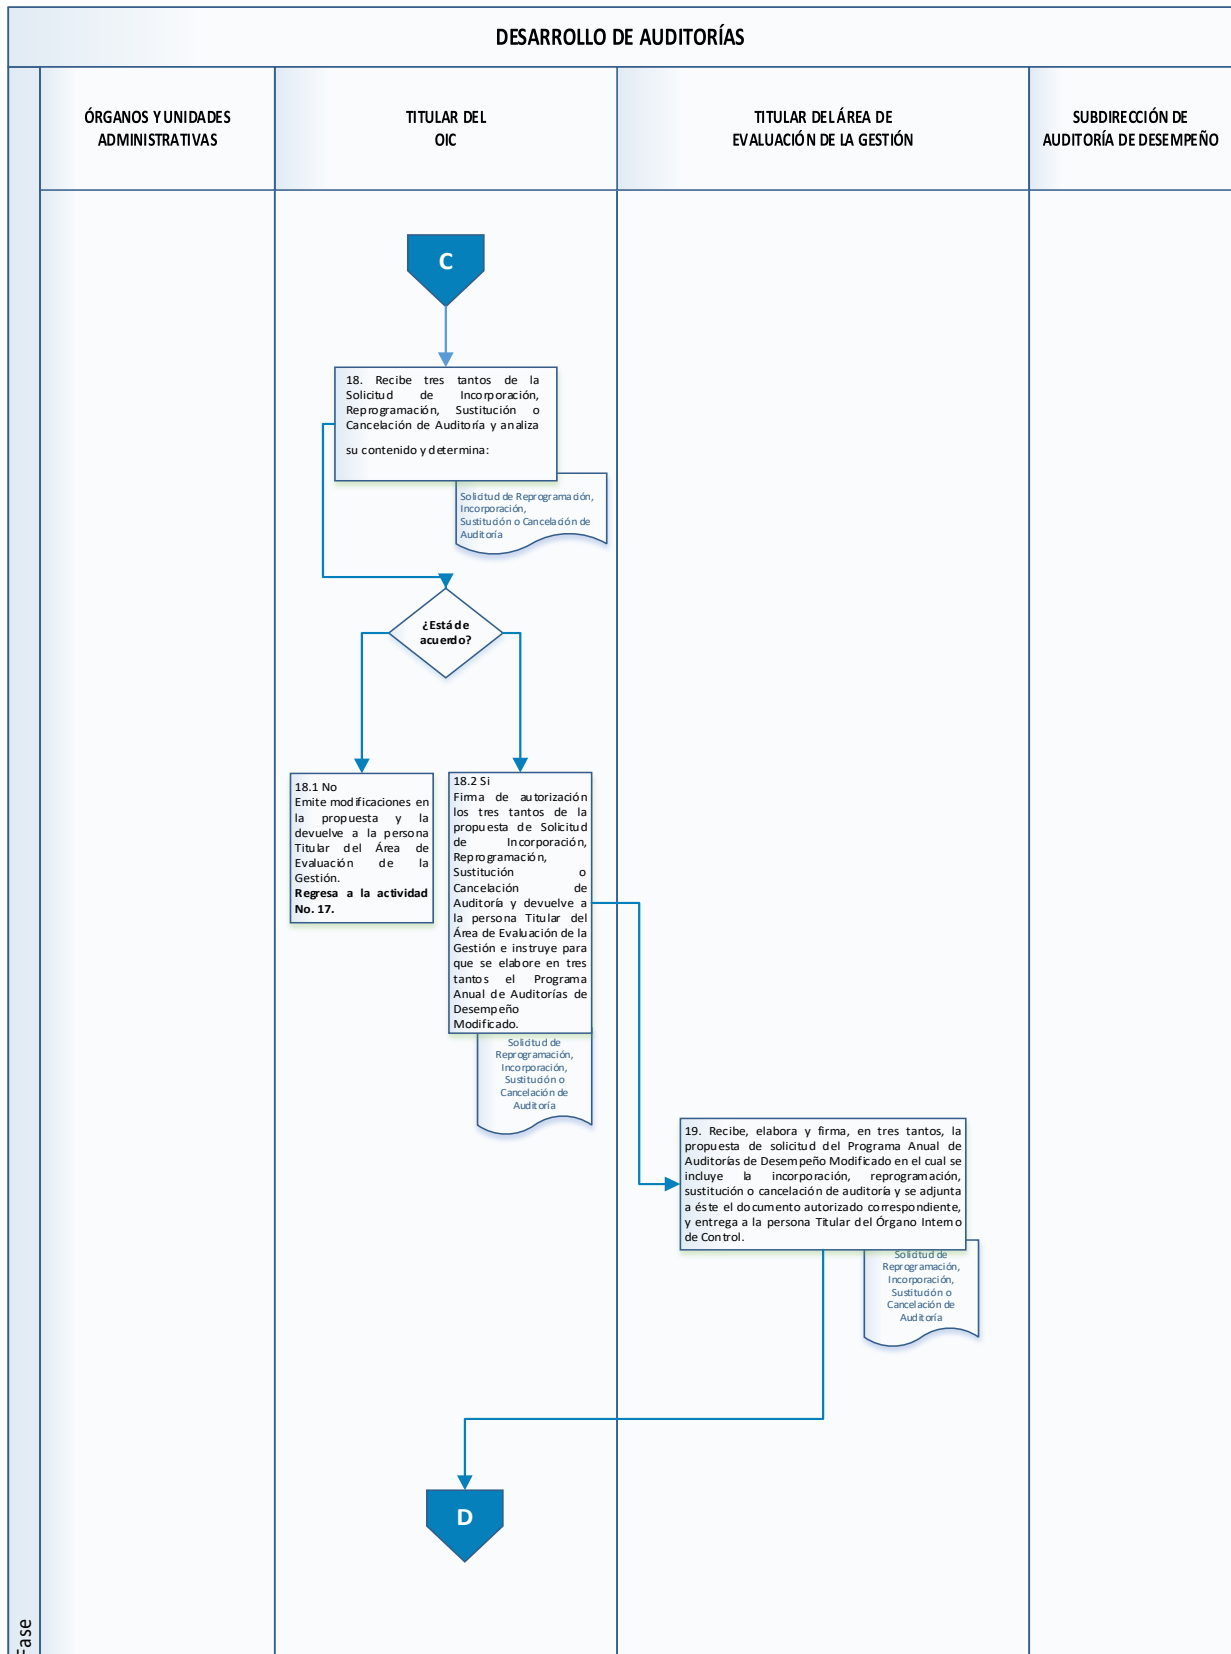 DESARROLLO DE AUDITORÍAS
ÓRGANOS Y UNIDADES
ADMINISTRATIVAS
TITULAR DEL
OIC
TITULAR DEL ÁREA DE
EVALUACIÓN DE LA GESTIÓN
SUBDIRECCIÓN DE
AUDITORÍA DE DESEMPEÑO
C
18. Recibe tres tantos de la
Solicitud de Incorporación,
Reprogramación, Sustitución o
Cancelación de Auditoría y analiza
su contenido y determina:
Solicitud de Reprogramación,
Incorporación,
Sustitución o Cancelación de
Auditoría
¿Está de
acuerdo?
18.1 No
Emite modificaciones en
la propuesta y la
devuelve a la persona
Titular del Área de
Evaluación de la
Gestión.
Regresa a la actividad
No. 17.
18.2 Si
Firma de autorización
los tres tantos de la
propuesta de Solicitud
de Incorporación,
Reprogramación,
Sustitución o
Cancelación de
Auditoría y devuelve a
la persona Titular del
Área de Evaluación de la
Gestión e instruye para
que se elabore en tres
tantos el Programa
Anual de Auditorías de
Desempeño
Modificado.
Solicitud de
Reprogramación,
Incorporación,
Sustitución o
Cancelación de
Auditoría
19. Recibe, elabora y firma, en tres tantos, la
propuesta de solicitud del Programa Anual de
Auditorías de Desempeño Modificado en el cual se
incluye la incorporación, reprogramación,
sustitución o cancelación de auditoría y se adjunta
a éste el documento autorizado correspondiente,
y entrega a la persona Titular del Órgano Interno
de Control.
Solicitud de
Reprogramación,
Incorporación,
Sustitución o
Cancelación de
Auditoría
D
Fase